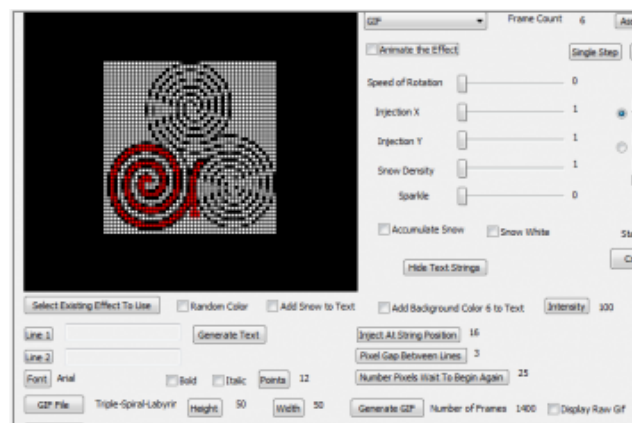 GIF Frame Count 6
Animate the Effect Single Step
Speed of Rotation 0
Injection X 1
Injection Y 1
Snow Density 1
Sparkle 0
Accumulate Snow Snow White
Hide Text Strings
Select Existing Effect To Use Random Color Add Snow to Text Add Background Color 6 to Text Intensity 100
Line 1 Generate Text Inject At String Position 16
Line 2 Pixel Gap Between Lines 3
Font Arial Bold Italic Points 12 Number Pixels Wait To Begin Again 25
GIF File Triple-Spiral-Labyrir Height 50 Width 50 Generate GIF Number of Frames 1400 Display Raw Gif